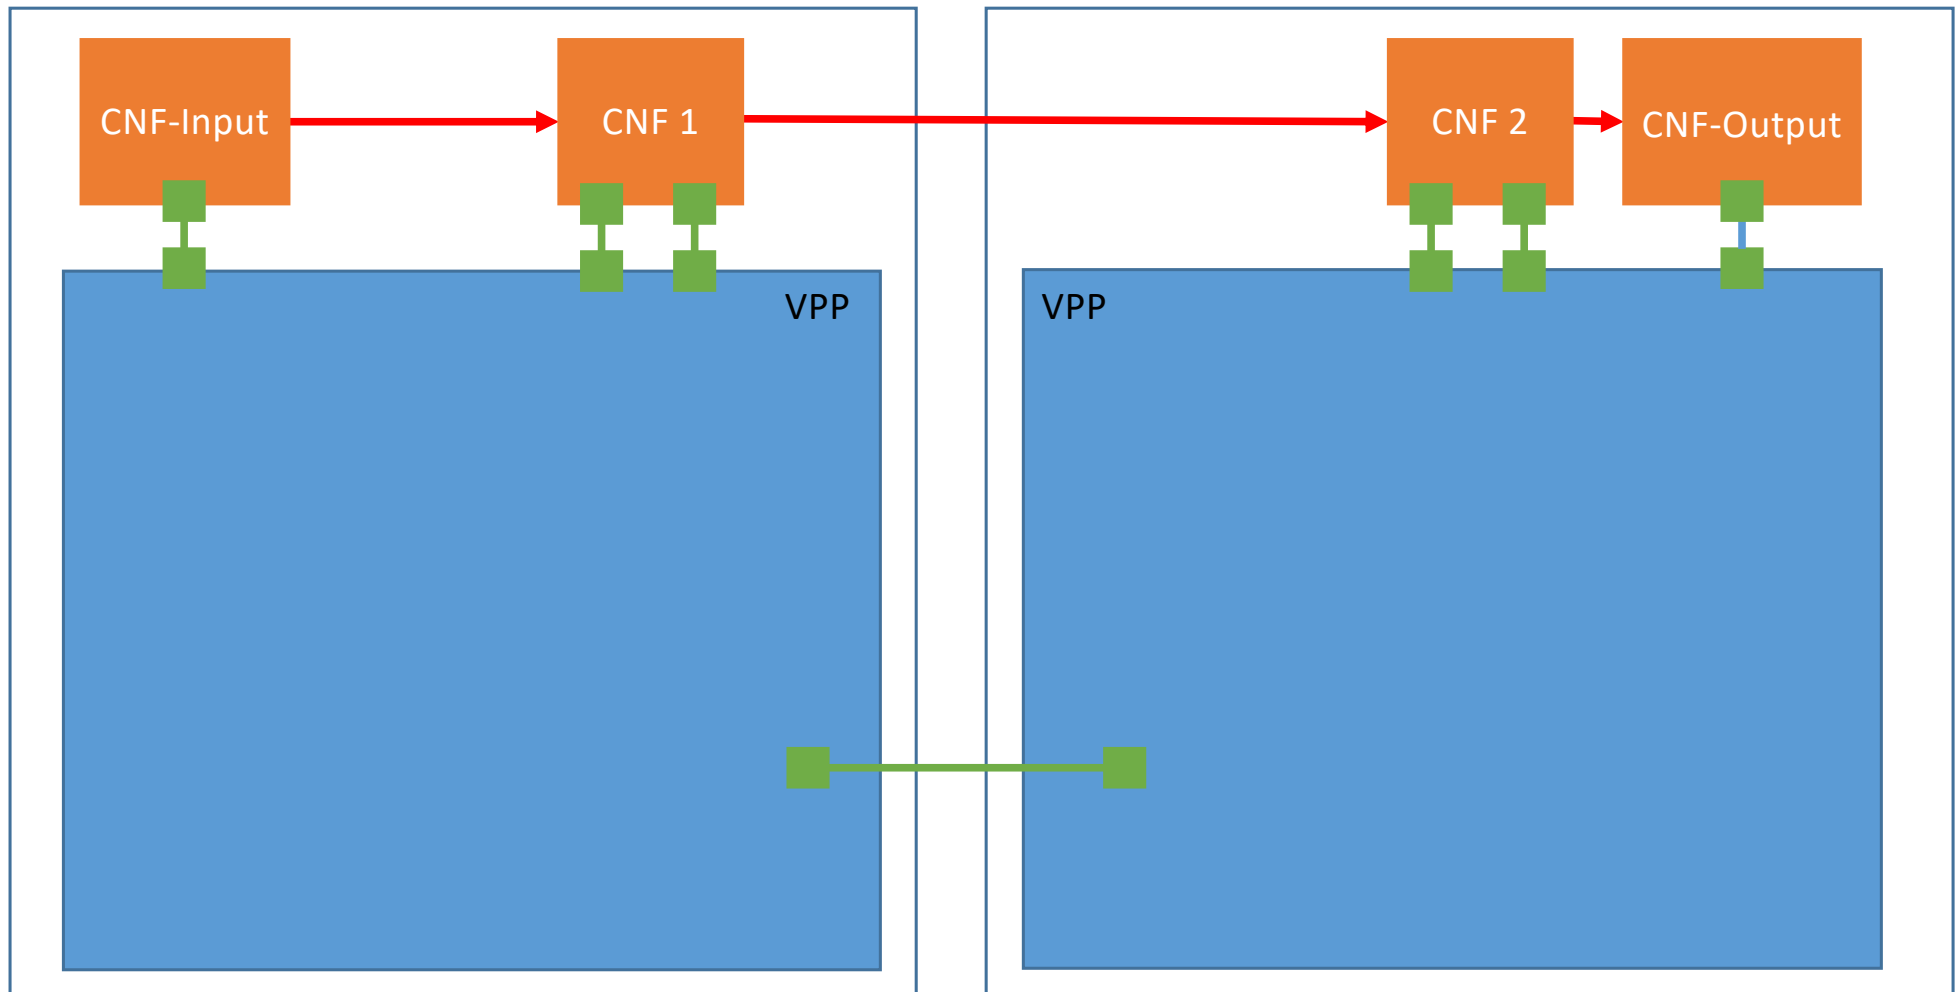 CNF-Input
CNF 1
CNF 2
CNF-Output
VPP
VPP